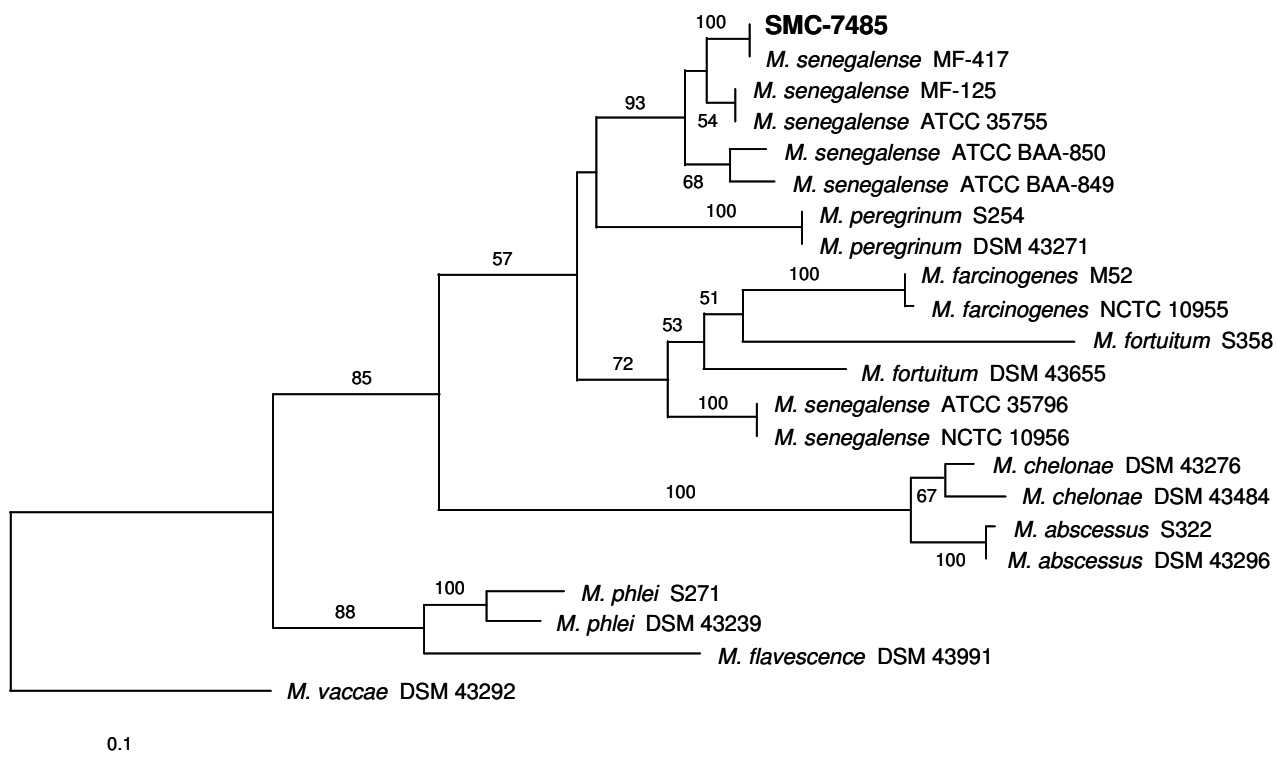 100 SMC-7485
M. senegalense MF-417
M. senegalense MF-125
93
54 M. senegalense ATCC 35755
M. senegalense ATCC BAA-850
68 M. senegalense ATCC BAA-849
100 M. peregrinum S254
M. peregrinum DSM 43271
57
100 M. farcinogenes M52
51 M. farcinogenes NCTC 10955
53 M. fortuitum S358
72 M. fortuitum DSM 43655
85
100 M. senegalense ATCC 35796
M. senegalense NCTC 10956
M. chelonae DSM 43276
100 67 M. chelonae DSM 43484
M. abscessus S322
100 M. abscessus DSM 43296
100 M. phlei S271
88 M. phlei DSM 43239
M. flavescence DSM 43991
M. vaccae DSM 43292
0.1